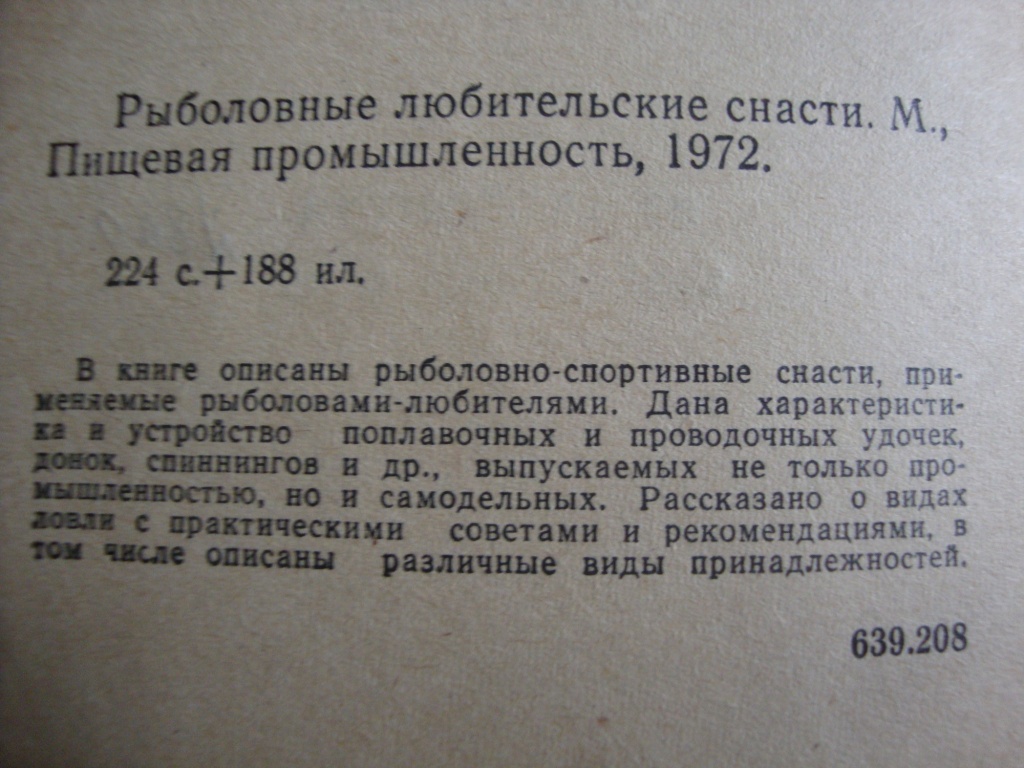 Рыболовные любительские снасти. М.,
Пищевая промышленность, 1972.
224 с.+188 ил.
В книге описаны рыболовно-спортивные снасти, при-
меняемые рыболовами-любителями. Дана характеристи-
ка и устройство поплавочных и проводочных удочек,
донок, спиннингов и др., выпускаемых не только про-
мышленностью, но и самодельных. Рассказано о видах
ловли с практическими советами и рекомендациями, в
том числе описаны различные виды принадлежностей.
639.208